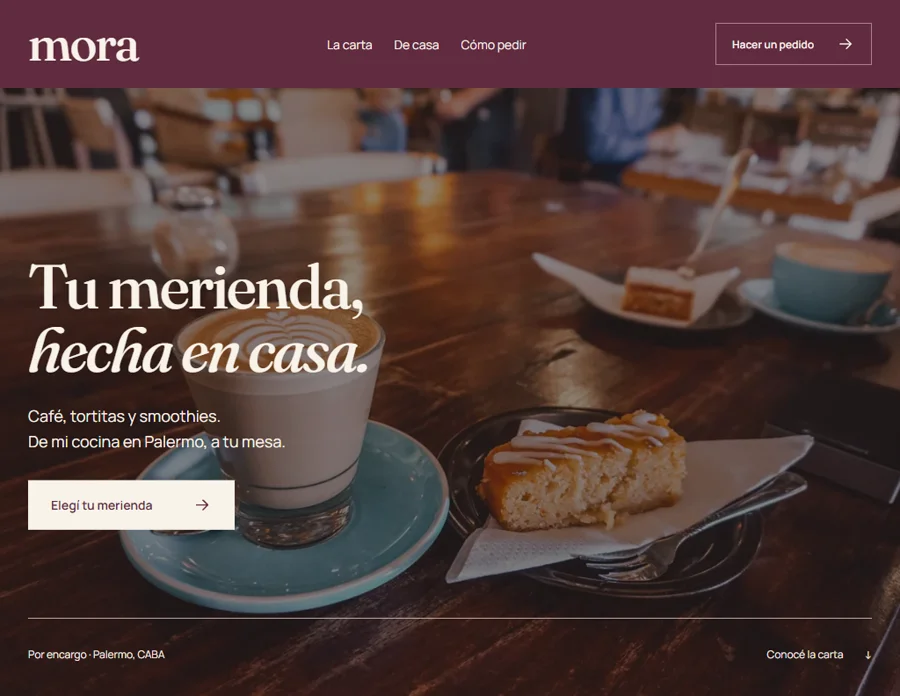 mora
La carta
De casa
Cómo pedir
Hacer un pedido →
Tu merienda,
hecha en casa.
Café, tortitas y smoothies.
De mi cocina en Palermo, a tu mesa.
Elegí tu merienda →
Por encargo · Palermo, CABA
Conocé la carta ↓